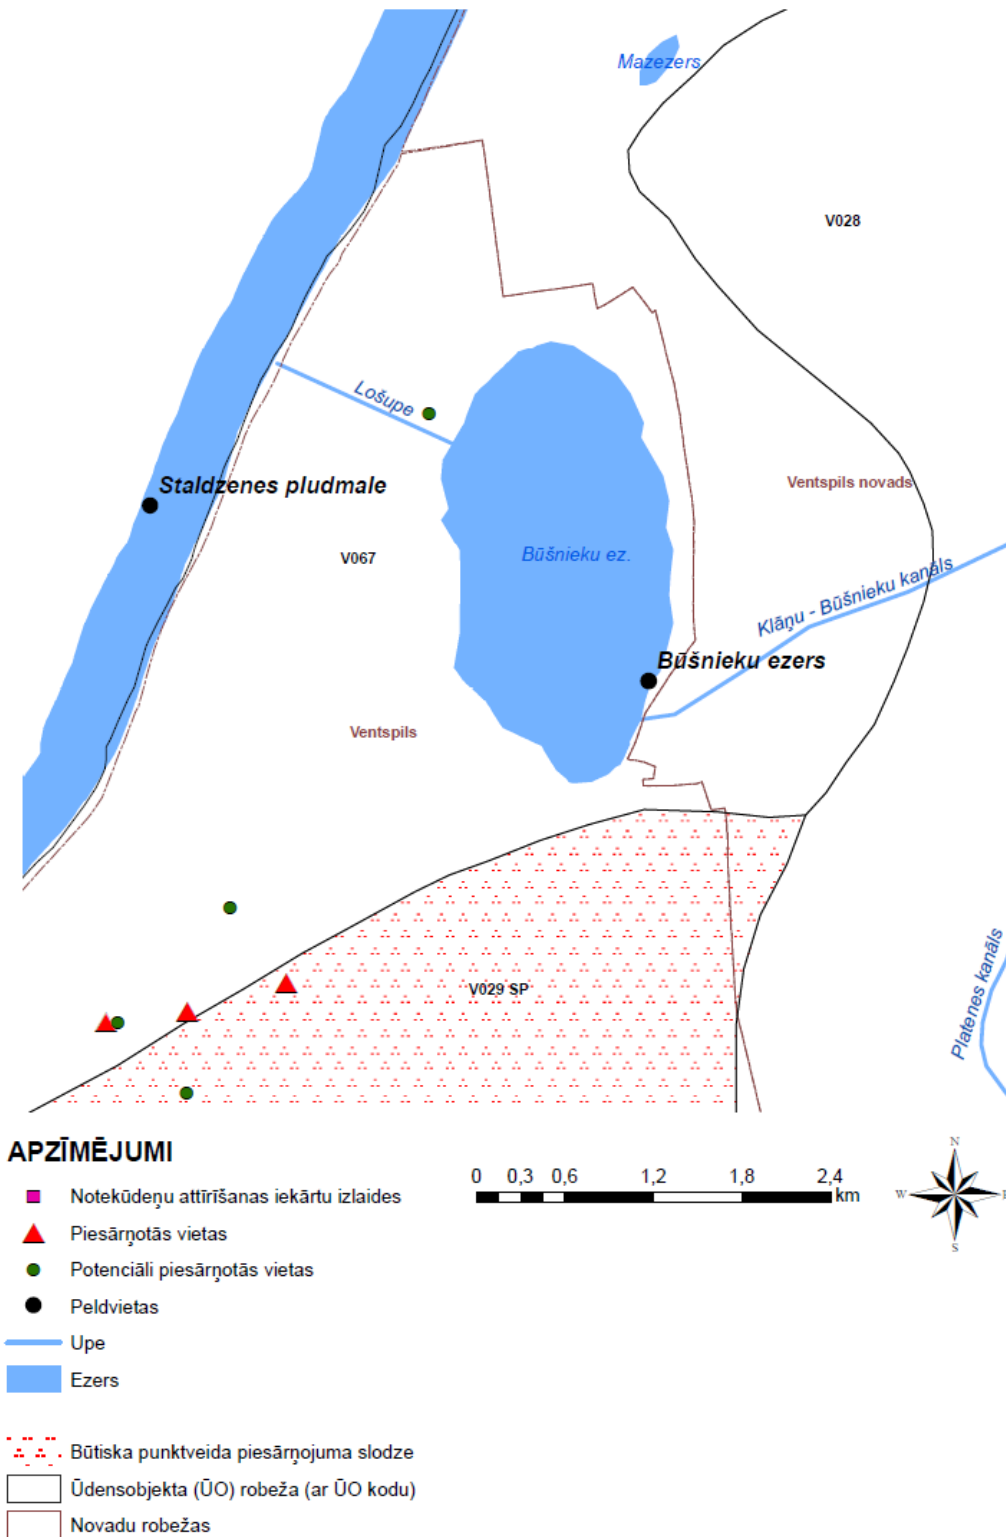 Mazezers
V028
Lošupe
Staldzenes pludmale
Ventspils novads
V067
Būšnieku ez.
Klāņu - Būšnieku kanāls
Būšnieku ezers
Ventspils
V029 SP
Platenes kanāls
APZĪMĒJUMI
Notekūdeņu attīrīšanas iekārtu izlaides
Piesārņotās vietas
Potenciāli piesārņotās vietas
Peldvietas
Upe
Ezers
Būtiska punktveida piesārņojuma slodze
Ūdensobjekta (ŪO) robeža (ar ŪO kodu)
Novadu robežas
0 0,3 0,6 1,2 1,8 2,4
km
N
W
S